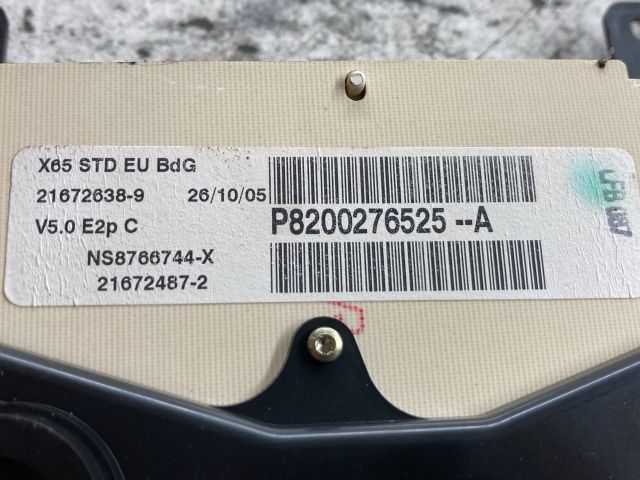 X65 STD EU BdG
21672638-9 26/10/05
V5.0 E2p C
P8200276525 --A
NS8766744-X
21672487-2